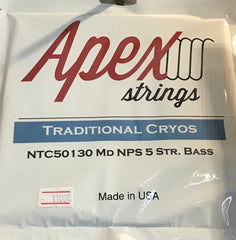 Apex
strings
TRADITIONAL CRYOS
NTC50130 MD NPS 5 STR. BASS
Made in USA